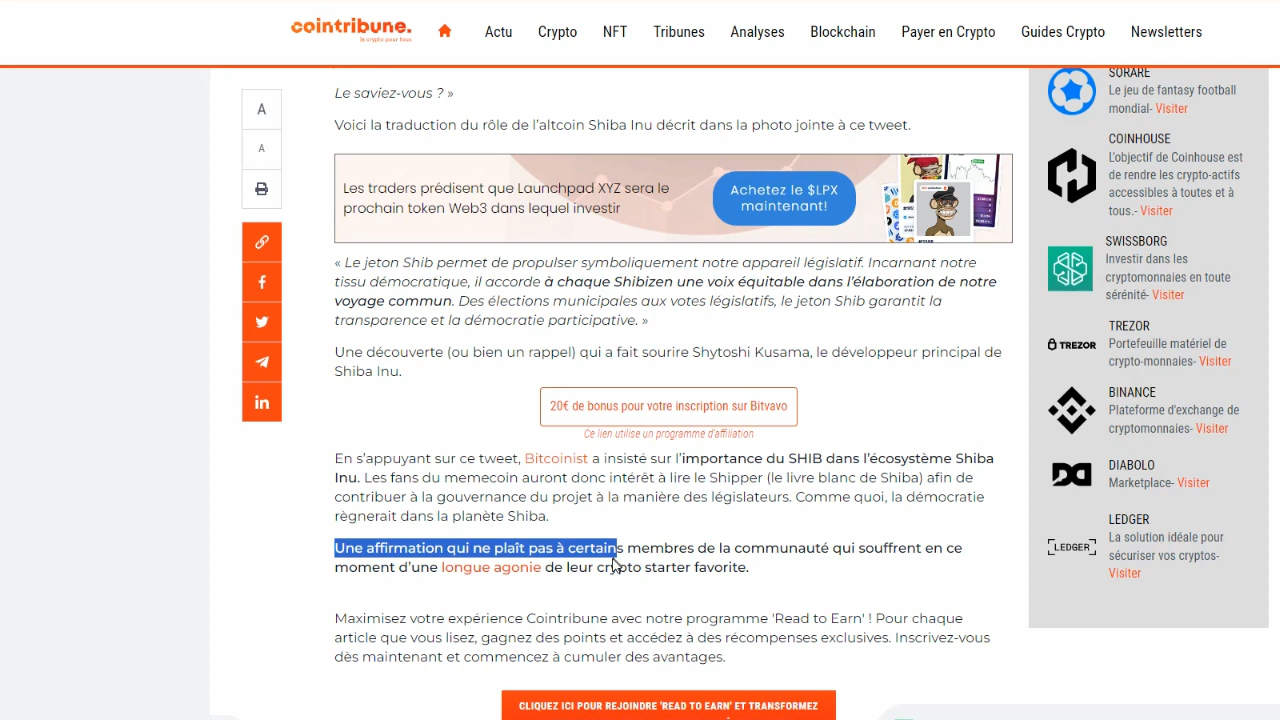 cointribune.
la crypto pour tous.
Actu
Crypto
NFT
Tribunes
Analyses
Blockchain
Payer en Crypto
Guides Crypto
Newsletters
A
A
Le saviez-vous ? »
Voici la traduction du rôle de l’altcoin Shiba Inu décrit dans la photo jointe à ce tweet.
Les traders prédisent que Launchpad XYZ sera le
prochain token Web3 dans lequel investir
Achetez le $LPX
maintenant!
« Le jeton Shib permet de propulser symboliquement notre appareil législatif. Incarnant notre
tissu démocratique, il accorde à chaque Shibizen une voix équitable dans l’élaboration de notre
voyage commun. Des élections municipales aux votes législatifs, le jeton Shib garantit la
transparence et la démocratie participative. »
Une découverte (ou bien un rappel) qui a fait sourire Shytoshi Kusama, le développeur principal de
Shiba Inu.
20€ de bonus pour votre inscription sur Bitvavo
Ce lien utilise un programme d'affiliation
En s’appuyant sur ce tweet, Bitcoinist a insisté sur l’importance du SHIB dans l’écosystème Shiba
Inu. Les fans du memecoin auront donc intérêt à lire le Shipper (le livre blanc de Shiba) afin de
contribuer à la gouvernance du projet à la manière des législateurs. Comme quoi, la démocratie
règnerait dans la planète Shiba.
Une affirmation qui ne plaît pas à certains membres de la communauté qui souffrent en ce
moment d’une longue agonie de leur crypto starter favorite.
Maximisez votre expérience Cointribune avec notre programme 'Read to Earn' ! Pour chaque
article que vous lisez, gagnez des points et accédez à des récompenses exclusives. Inscrivez-vous
dès maintenant et commencez à cumuler des avantages.
CLIQUEZ ICI POUR REJOINDRE 'READ TO EARN' ET TRANSFORMEZ
SORARE
Le jeu de fantasy football
mondial- Visiter
COINHOUSE
L'objectif de Coinhouse est
de rendre les crypto-actifs
accessibles à toutes et à
tous.- Visiter
SWISSBORG
Investir dans les
cryptomonnaies en toute
sérénité- Visiter
TREZOR
TREZOR
Portefeuille matériel de
crypto-monnaies- Visiter
BINANCE
Plateforme d'exchange de
cryptomonnaies- Visiter
DIABOLO
Marketplace- Visiter
LEDGER
LEDGER
La solution idéale pour
sécuriser vos cryptos-
Visiter